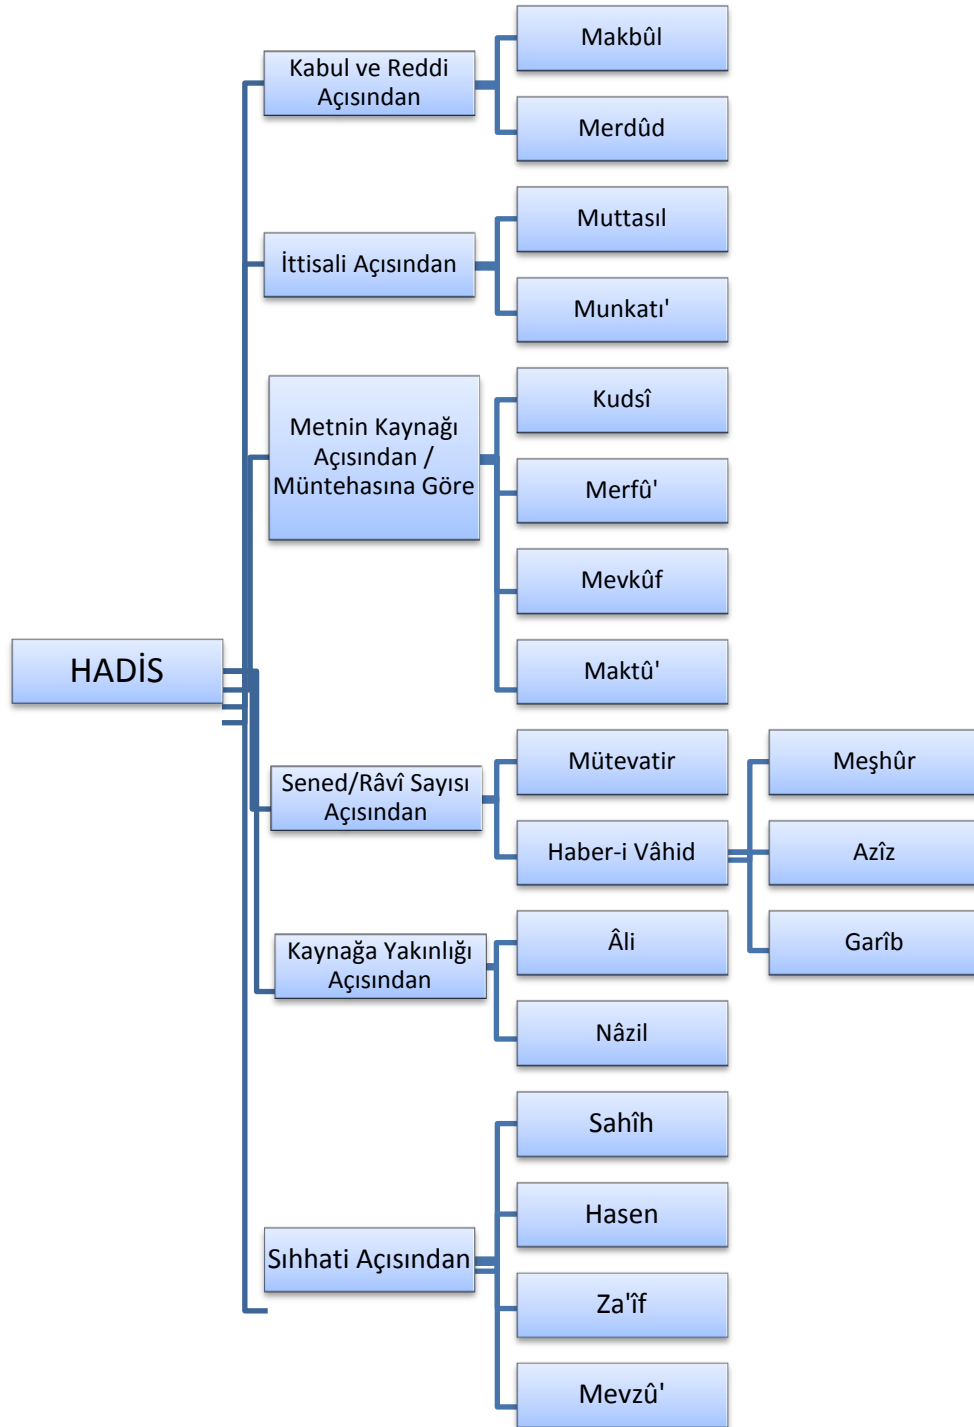 HADİS
Kabul ve Reddi
Açısından
Makbûl
Merdûd
İttisali Açısından
Muttasıl
Munkatı'
Metnin Kaynağı
Açısından /
Müntehasına Göre
Kudsî
Merfû'
Mevkûf
Maktû'
Sened/Râvî Sayısı
Açısından
Mütevatir
Haber-i Vâhid
Meşhûr
Azîz
Garîb
Kaynağa Yakınlığı
Açısından
Âli
Nâzil
Sıhhati Açısından
Sahîh
Hasen
Za'îf
Mevzû'